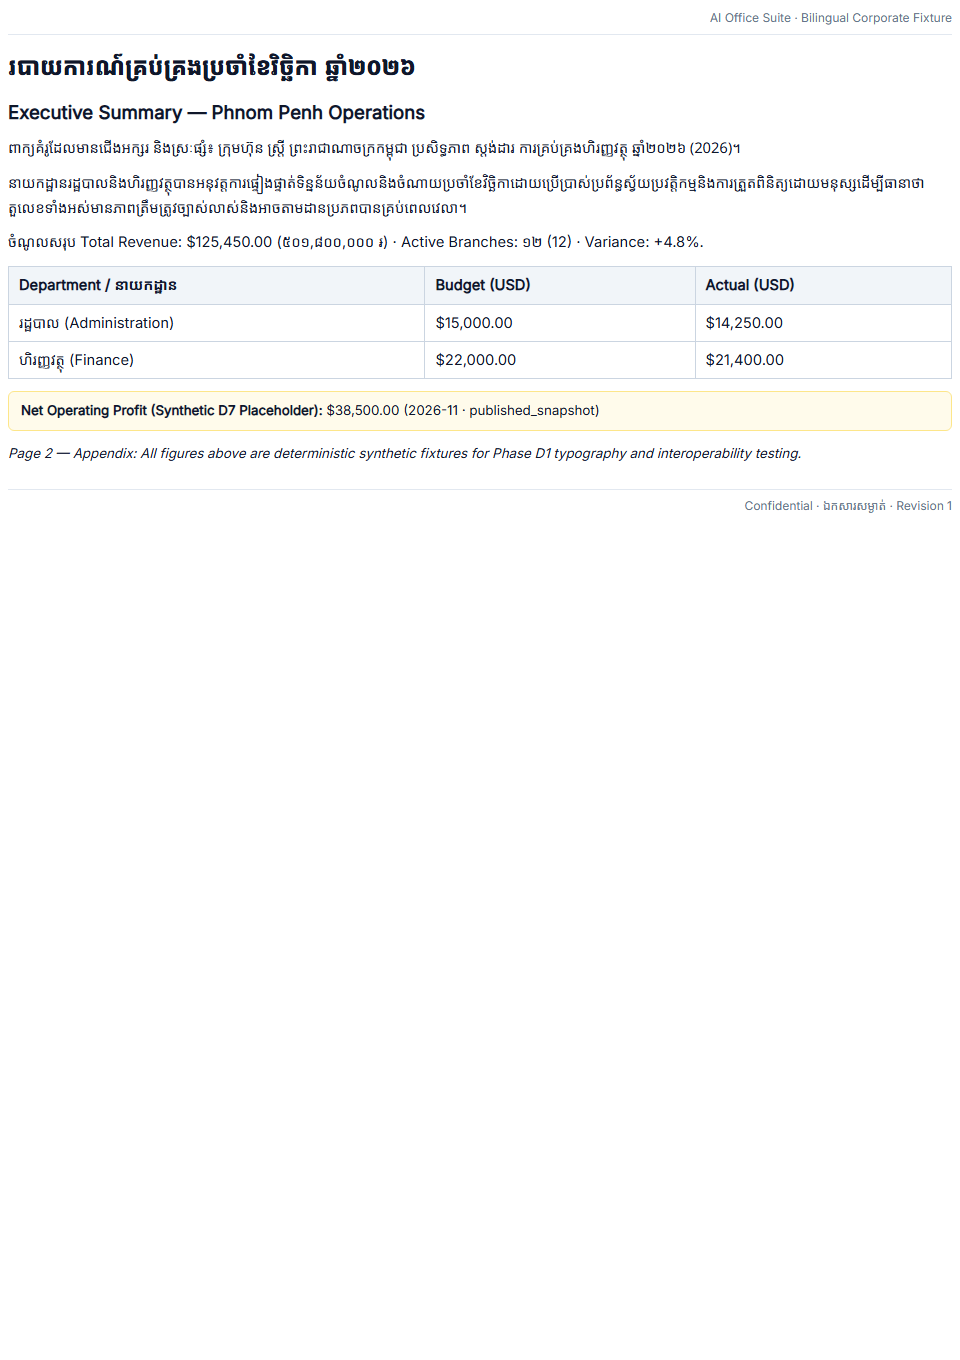 AI Office Suite · Bilingual Corporate Fixture
របាយការណ៍គ្រប់គ្រងប្រចាំខែវិច្ឆិកា ឆ្នាំ២០២៦
Executive Summary — Phnom Penh Operations
ពាក្យគំរូដែលមានជើងអក្សរ និងស្រៈផ្សំ៖ ក្រុមហ៊ុន ស្ត្រី ព្រះរាជាណាចក្រកម្ពុជា ប្រសិទ្ធភាព ស្តង់ដារ ការគ្រប់គ្រងហិរញ្ញវត្ថុ ឆ្នាំ២០២៦ (2026)។
នាយកដ្ឋានរដ្ឋបាលនិងហិរញ្ញវត្ថុបានអនុវត្តការផ្ទៀងផ្ទាត់ទិន្នន័យចំណូលនិងចំណាយប្រចាំខែវិច្ឆិកាដោយប្រើប្រាស់ប្រព័ន្ធស្វ័យប្រវត្តិកម្មនិងការត្រួតពិនិត្យដោយមនុស្សដើម្បីធានាថា
តួលេខទាំងអស់មានភាពត្រឹមត្រូវច្បាស់លាស់និងអាចតាមដានប្រភពបានគ្រប់ពេលវេលា។
ចំណូលសរុប Total Revenue: $125,450.00 (៥០១,៨០០,០០០ ៛) · Active Branches: ១២ (12) · Variance: +4.8%.
Department / នាយកដ្ឋាន Budget (USD) Actual (USD)
រដ្ឋបាល (Administration) $15,000.00 $14,250.00
ហិរញ្ញវត្ថុ (Finance) $22,000.00 $21,400.00
Net Operating Profit (Synthetic D7 Placeholder): $38,500.00 (2026-11 · published_snapshot)
Page 2 — Appendix: All figures above are deterministic synthetic fixtures for Phase D1 typography and interoperability testing.
Confidential · ឯកសារសម្ងាត់ · Revision 1